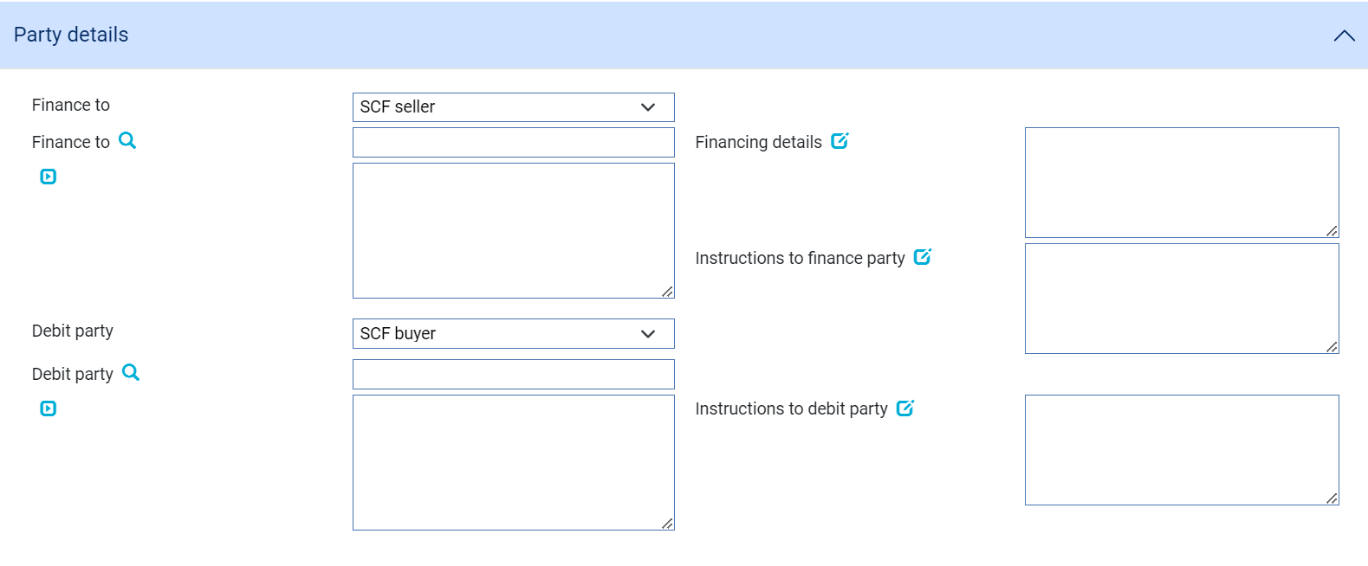 Party details
Finance to
SCF seller
Finance to
Financing details
Instructions to finance party
Debit party
SCF buyer
Debit party
Instructions to debit party